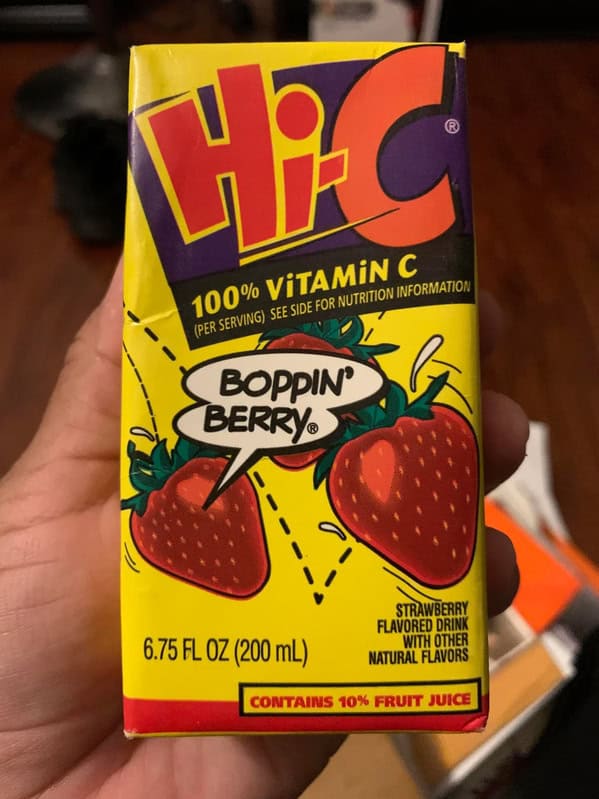 Hi-C®
100% ViTAMiN C
(PER SERVING) SEE SIDE FOR NUTRITION INFORMATION
BOPPIN'
BERRY®
STRAWBERRY
FLAVORED DRINK
WITH OTHER
NATURAL FLAVORS
6.75 FL OZ (200 mL)
CONTAINS 10% FRUIT JUICE